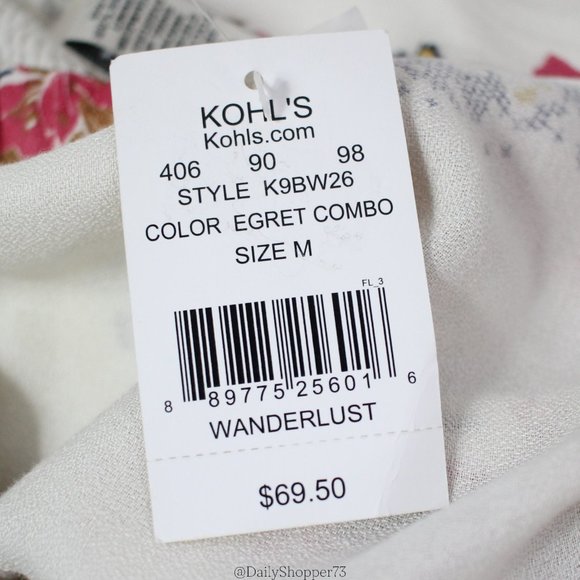 KOHL'S
Kohls.com
406 90 98
STYLE K9BW26
COLOR EGRET COMBO
SIZE M
FL_3
8 89775 25601 6
WANDERLUST
$69.50
@DailyShopper73